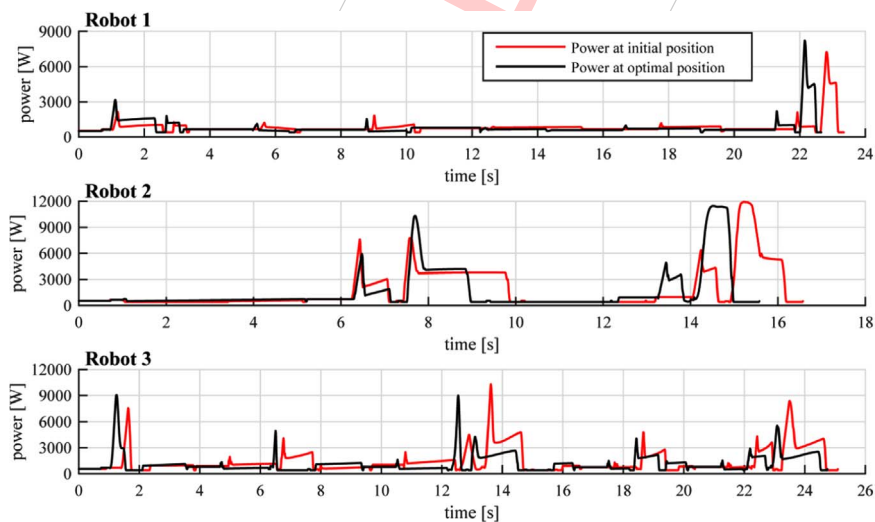 Robot 1
9000
6000
3000
0
power [W]
Power at initial position
Power at optimal position
0 2 4 6 8 10 12 14 16 18 20 22 24
time [s]
Robot 2
12000
9000
6000
3000
0
power [W]
0 2 4 6 8 10 12 14 16 18
time [s]
Robot 3
12000
9000
6000
3000
0
power [W]
0 2 4 6 8 10 12 14 16 18 20 22 24 26
time [s]